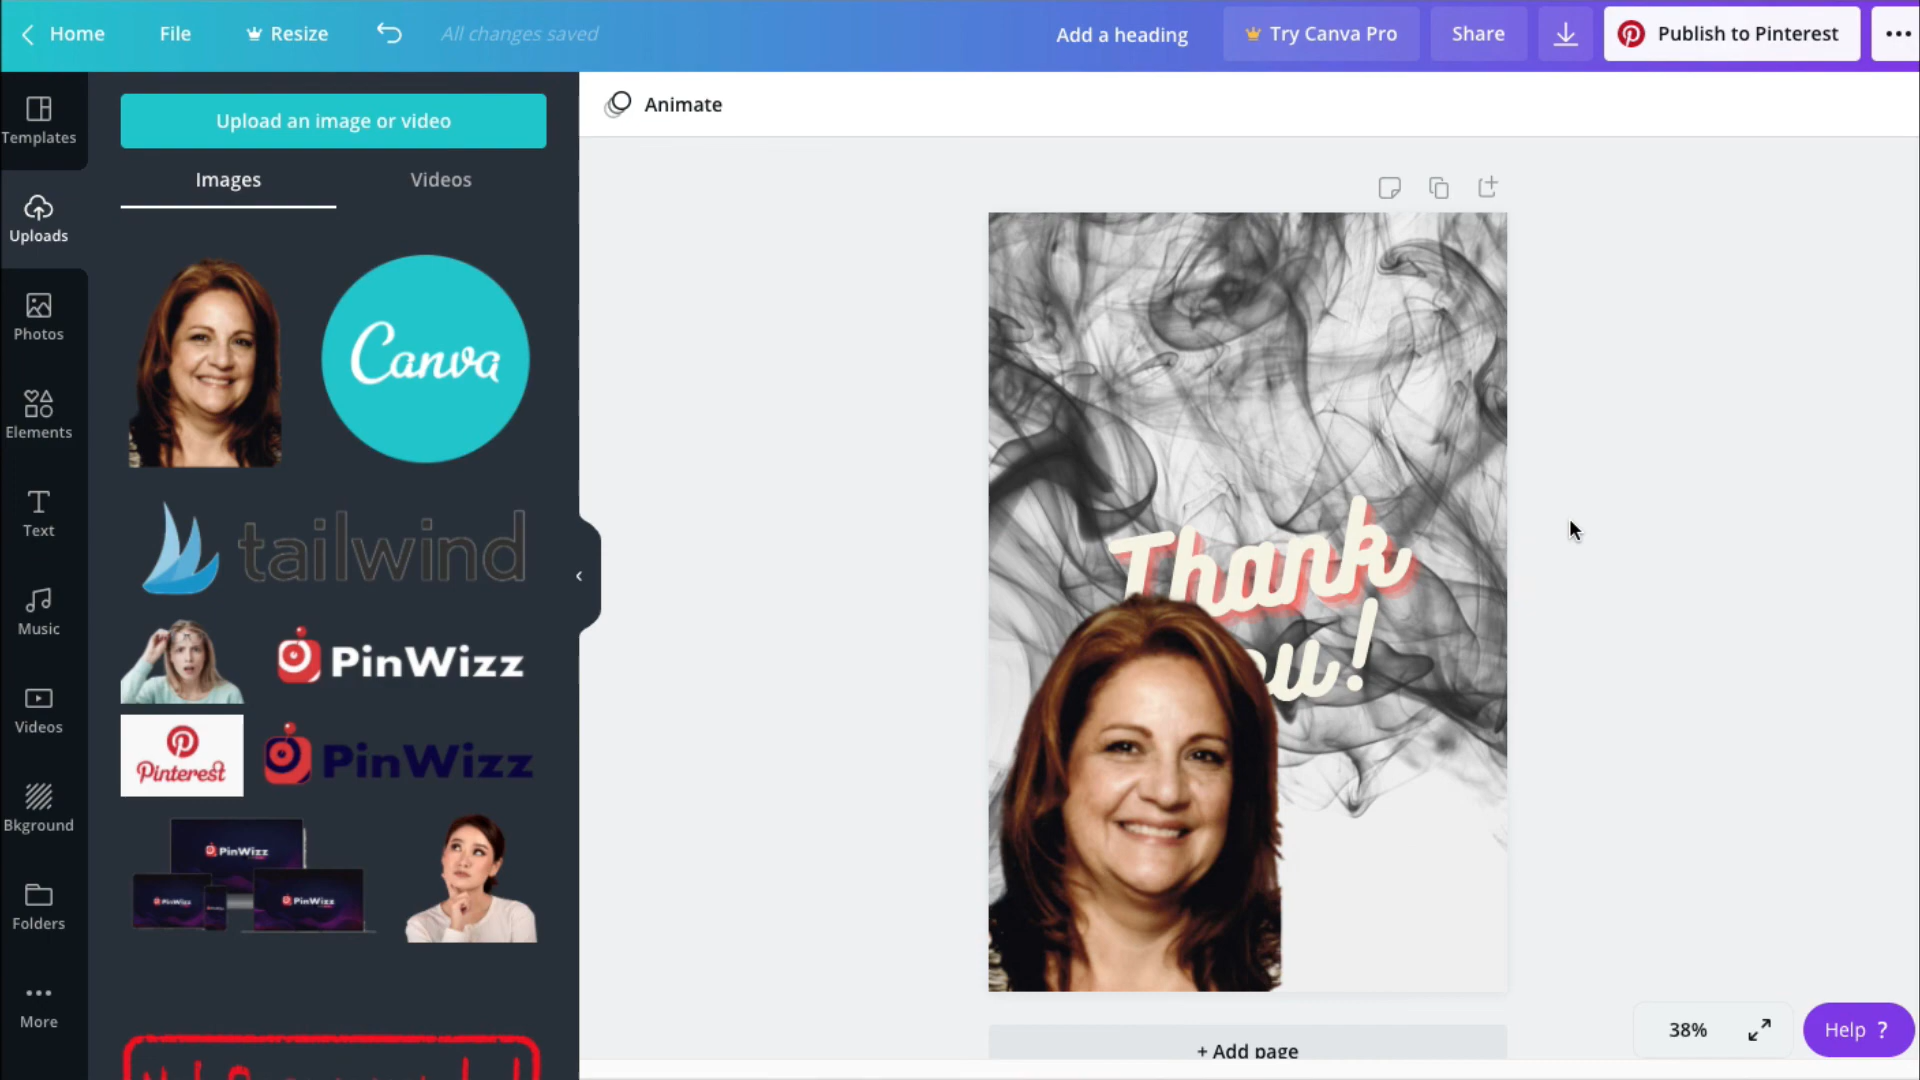 Home
File
Resize
All changes saved
Add a heading
Try Canva Pro
Share
Publish to Pinterest
Templates
Uploads
Photos
Elements
Text
Music
Videos
Bkground
Folders
More
Upload an image or video
Images
Videos
Canva
tailwind
PinWizz
Pinterest
PinWizz
PinWizz
PinWizz
PinWizz
Animate
Thank
ou!
+ Add page
38%
Help ?